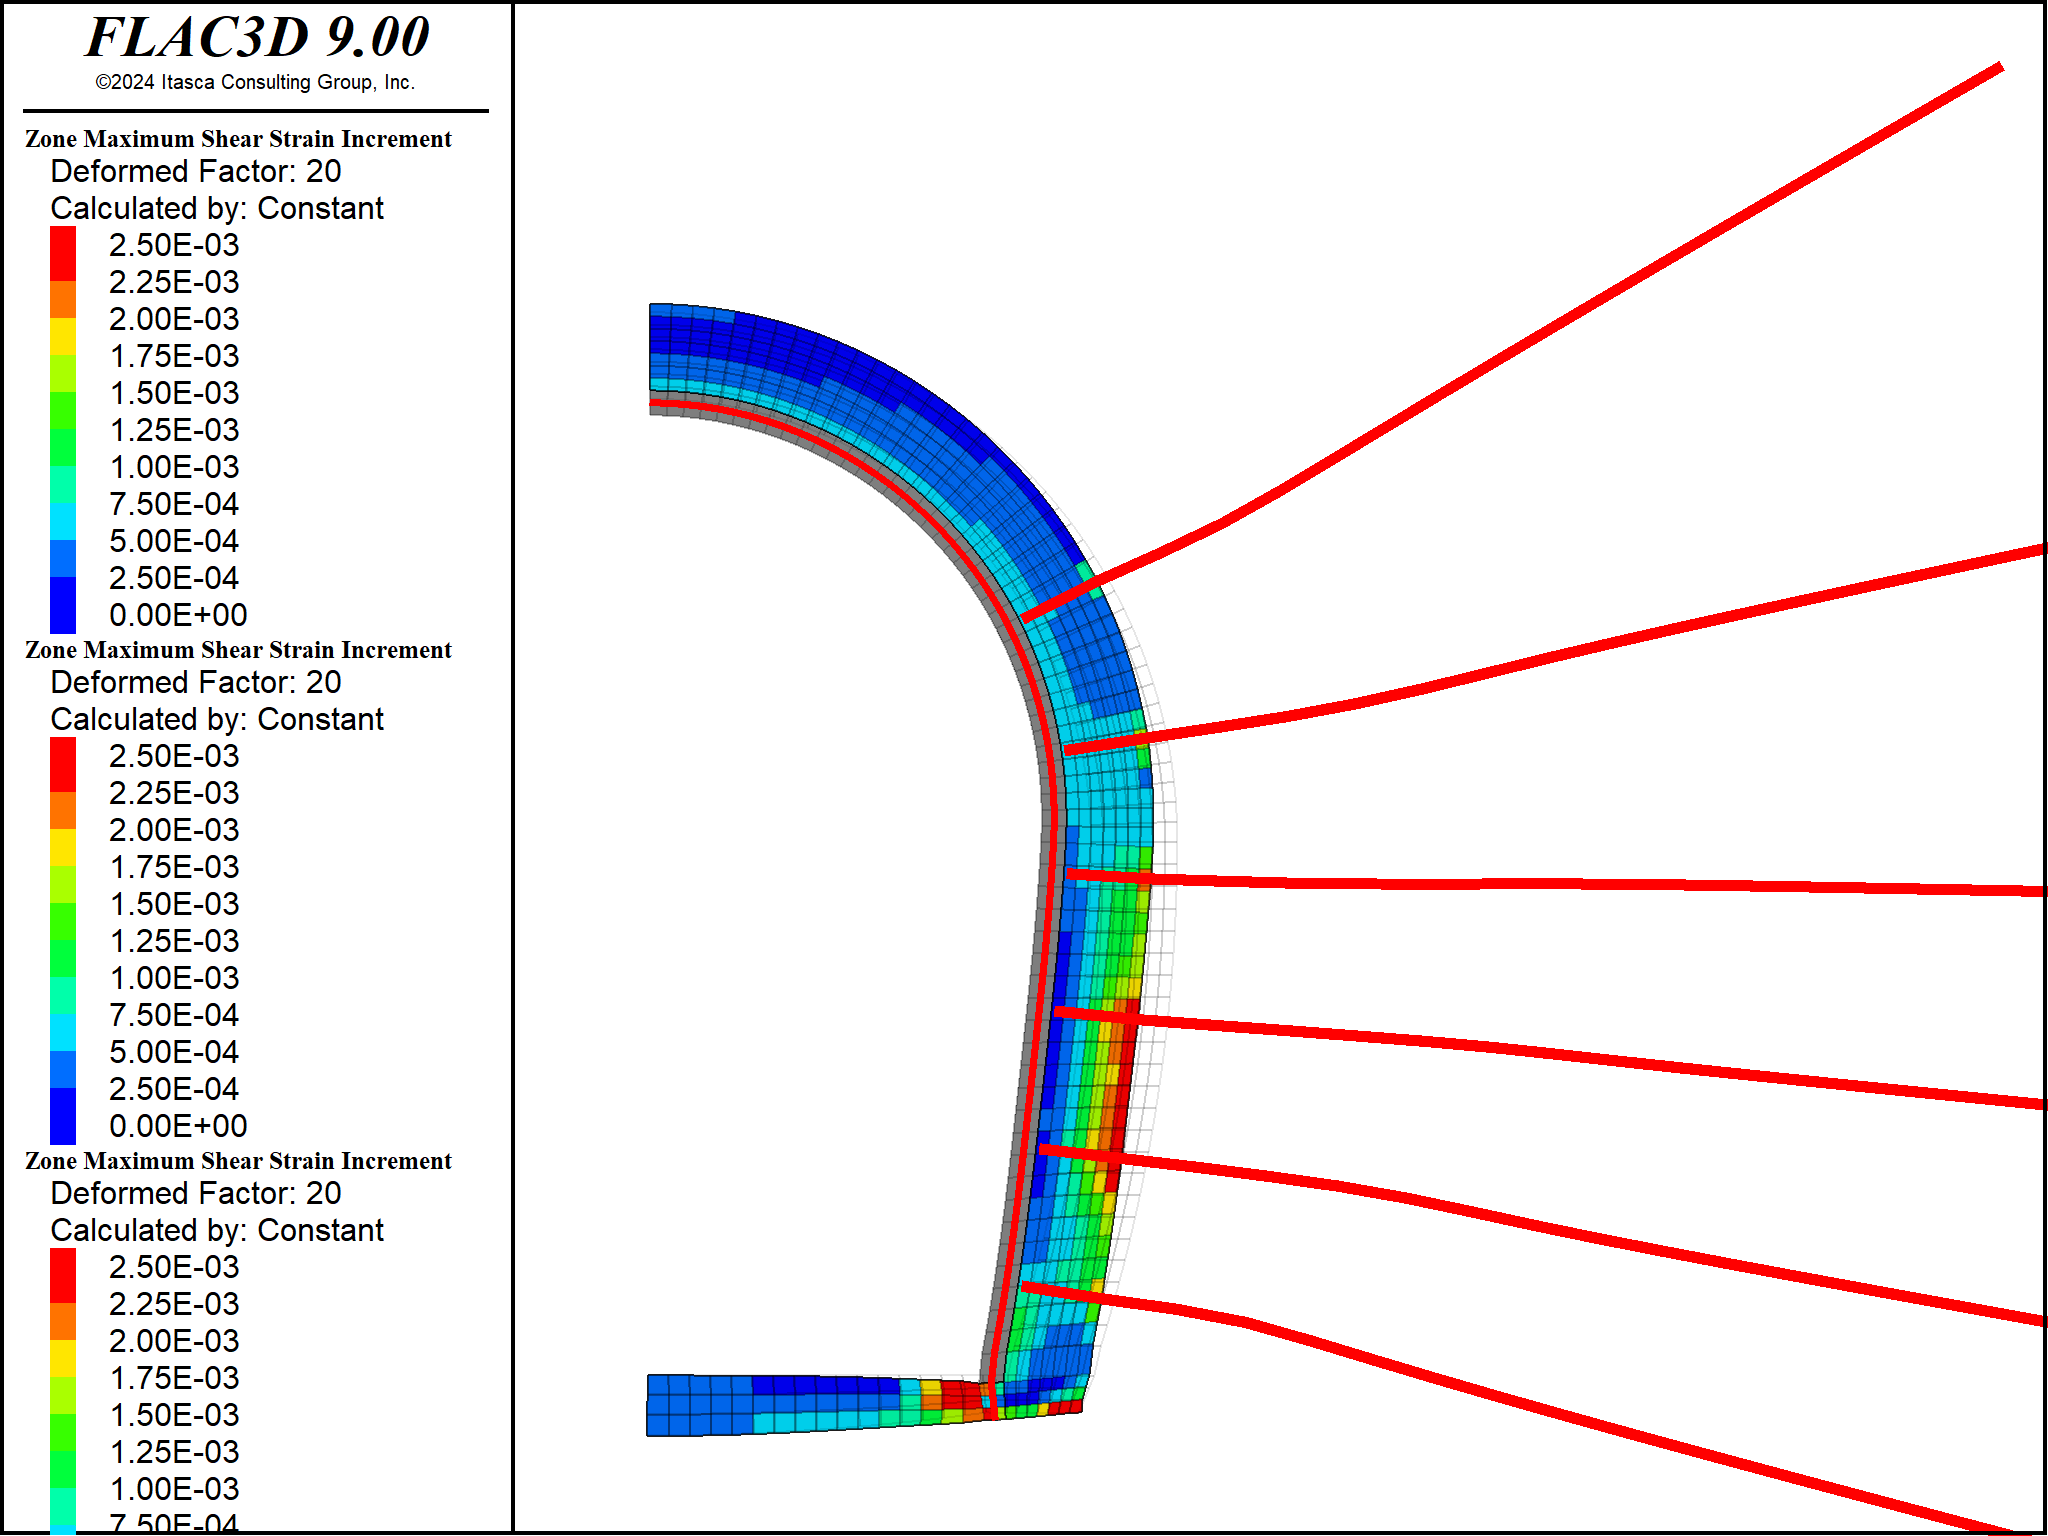 FLAC3D 9.00
©2024 Itasca Consulting Group, Inc.
Zone Maximum Shear Strain Increment
Deformed Factor: 20
Calculated by: Constant
2.50E-03
2.25E-03
2.00E-03
1.75E-03
1.50E-03
1.25E-03
1.00E-03
7.50E-04
5.00E-04
2.50E-04
0.00E+00
Zone Maximum Shear Strain Increment
Deformed Factor: 20
Calculated by: Constant
2.50E-03
2.25E-03
2.00E-03
1.75E-03
1.50E-03
1.25E-03
1.00E-03
7.50E-04
5.00E-04
2.50E-04
0.00E+00
Zone Maximum Shear Strain Increment
Deformed Factor: 20
Calculated by: Constant
2.50E-03
2.25E-03
2.00E-03
1.75E-03
1.50E-03
1.25E-03
1.00E-03
7.50E-04